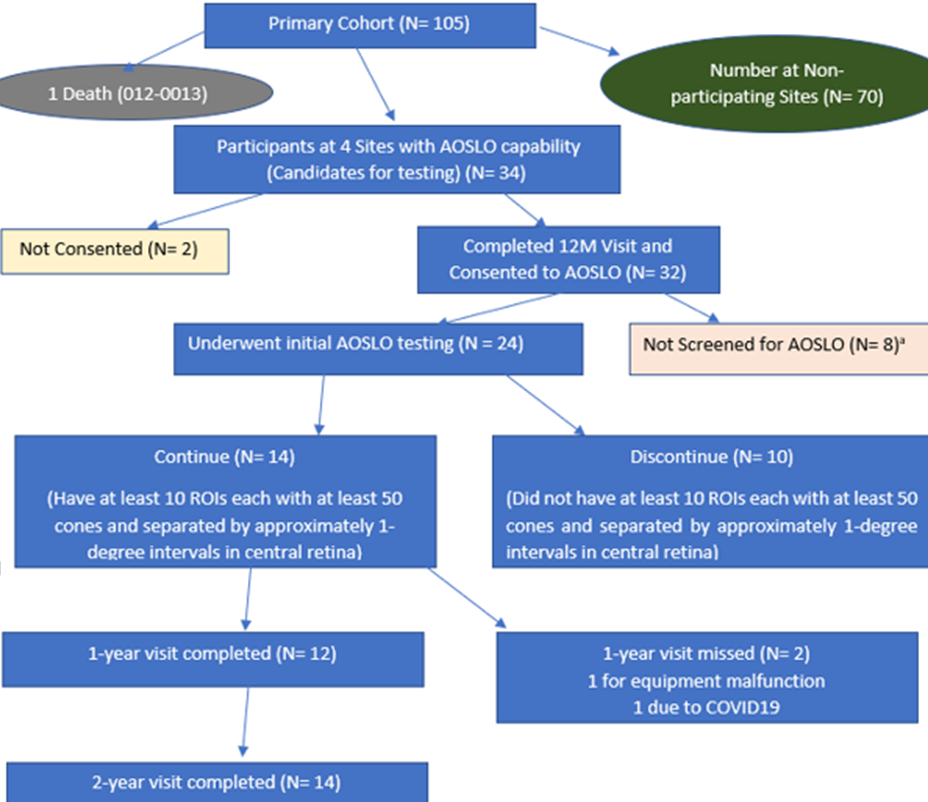 Primary Cohort (N= 105)
1 Death (012-0013)
Number at Non-
participating Sites (N= 70)
Participants at 4 Sites with AOSLO capability
(Candidates for testing) (N= 34)
Not Consented (N= 2)
Completed 12M Visit and
Consented to AOSLO (N= 32)
Underwent initial AOSLO testing (N = 24)
Not Screened for AOSLO (N= 8)ᵃ
Continue (N= 14)
(Have at least 10 ROIs each with at least 50
cones and separated by approximately 1-
degree intervals in central retina)
Discontinue (N= 10)
(Did not have at least 10 ROIs each with at least 50
cones and separated by approximately 1-degree
intervals in central retina)
1-year visit completed (N= 12)
1-year visit missed (N= 2)
1 for equipment malfunction
1 due to COVID19
2-year visit completed (N= 14)